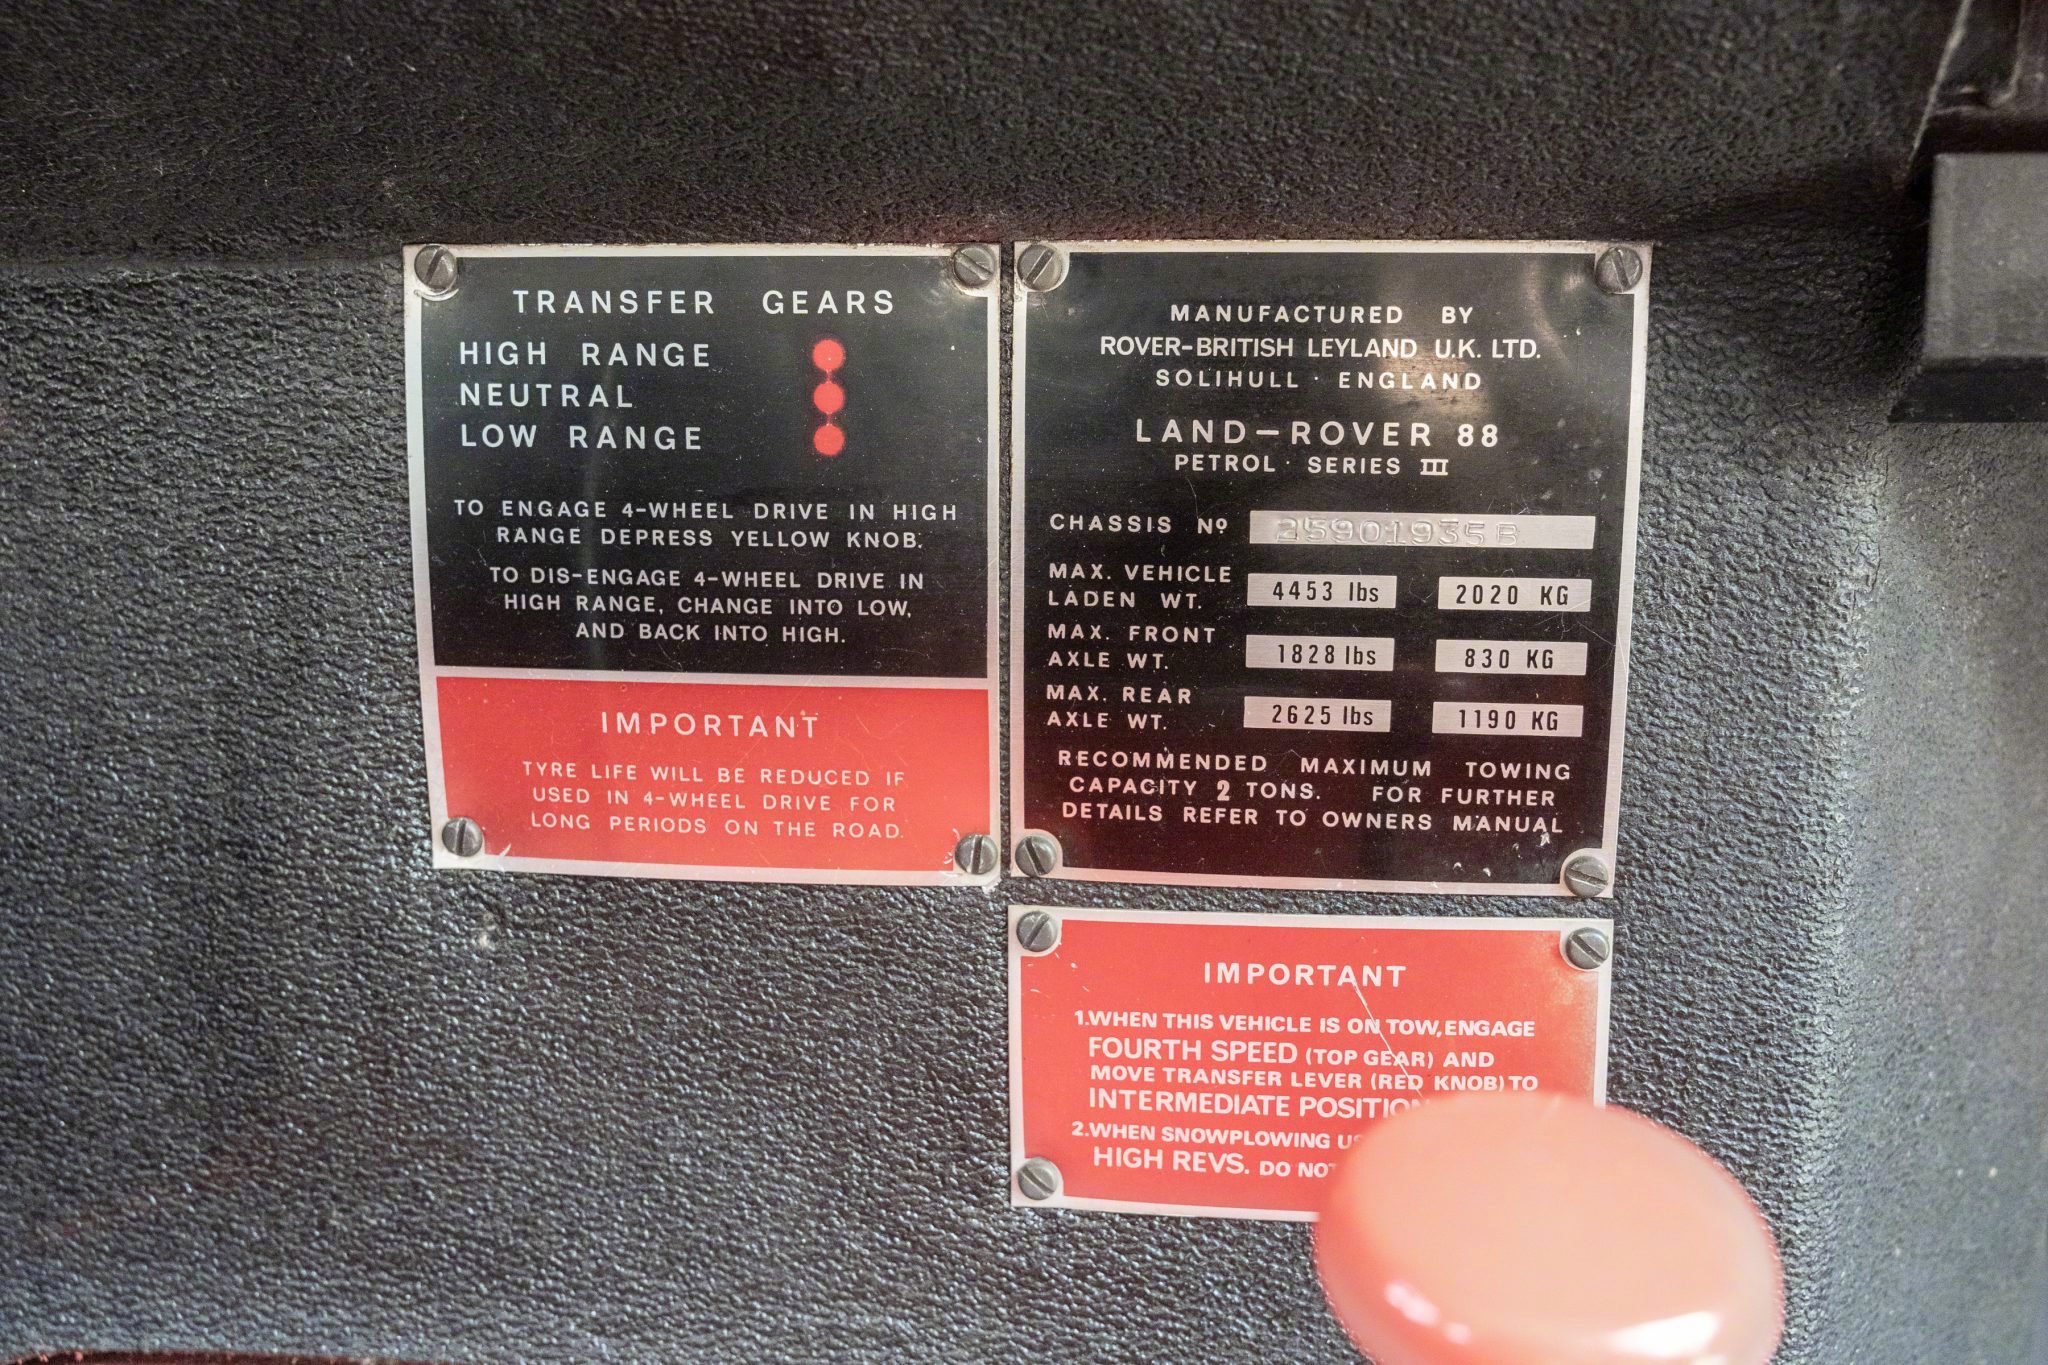 TRANSFER GEARS
HIGH RANGE
NEUTRAL
LOW RANGE
TO ENGAGE 4-WHEEL DRIVE IN HIGH
RANGE DEPRESS YELLOW KNOB.
TO DIS-ENGAGE 4-WHEEL DRIVE IN
HIGH RANGE, CHANGE INTO LOW,
AND BACK INTO HIGH.
IMPORTANT
TYRE LIFE WILL BE REDUCED IF
USED IN 4-WHEEL DRIVE FOR
LONG PERIODS ON THE ROAD.
MANUFACTURED BY
ROVER-BRITISH LEYLAND U.K. LTD.
SOLIHULL · ENGLAND
LAND-ROVER 88
PETROL · SERIES III
CHASSIS Nº 25901935B
MAX. VEHICLE
LADEN WT. 4453 lbs 2020 KG
MAX. FRONT
AXLE WT. 1828 lbs 830 KG
MAX. REAR
AXLE WT. 2625 lbs 1190 KG
RECOMMENDED MAXIMUM TOWING
CAPACITY 2 TONS. FOR FURTHER
DETAILS REFER TO OWNERS MANUAL
IMPORTANT
1.WHEN THIS VEHICLE IS ON TOW, ENGAGE
FOURTH SPEED (TOP GEAR) AND
MOVE TRANSFER LEVER (RED KNOB) TO
INTERMEDIATE POSITION
2.WHEN SNOWPLOWING
HIGH REVS. DO NOT